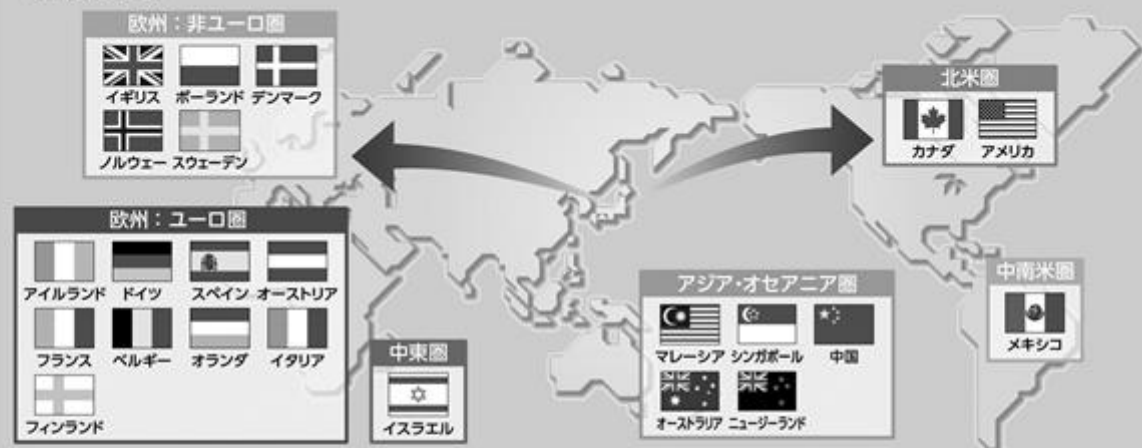 欧州：非ユーロ圏
イギリス ポーランド デンマーク
ノルウェー スウェーデン
北米圏
カナダ アメリカ
欧州：ユーロ圏
アイルランド ドイツ スペイン オーストリア
フランス ベルギー オランダ イタリア
フィンランド
中東圏
イスラエル
アジア・オセアニア圏
マレーシア シンガポール 中国
オーストラリア ニュージーランド
中南米圏
メキシコ